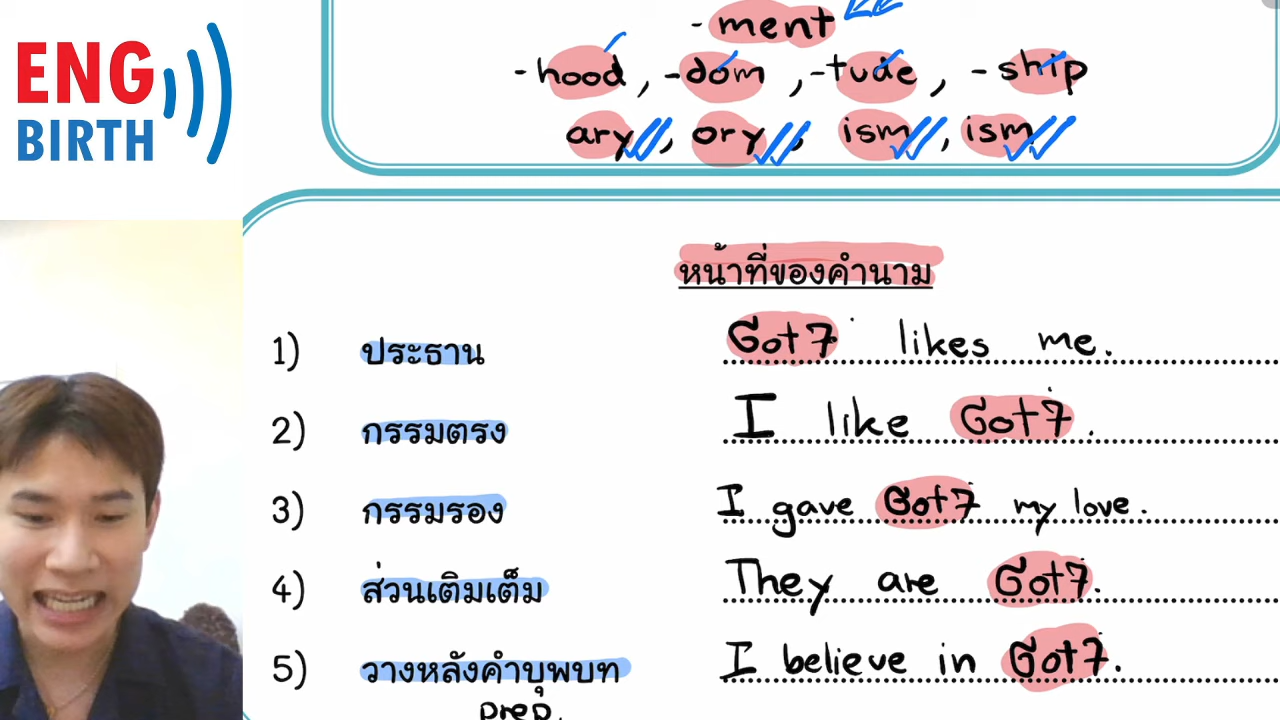 ENG
BIRTH
- ment
- hood, - dom, - tude, - ship
ary, ory, ism, ism
หน้าที่ของคำนาม
1) ประธาน Got7 likes me.
2) กรรมตรง I like Got7.
3) กรรมรอง I gave Got7 my love.
4) ส่วนเติมเต็ม They are Got7.
5) วางหลังคำบุพบท I believe in Got7.
prep.